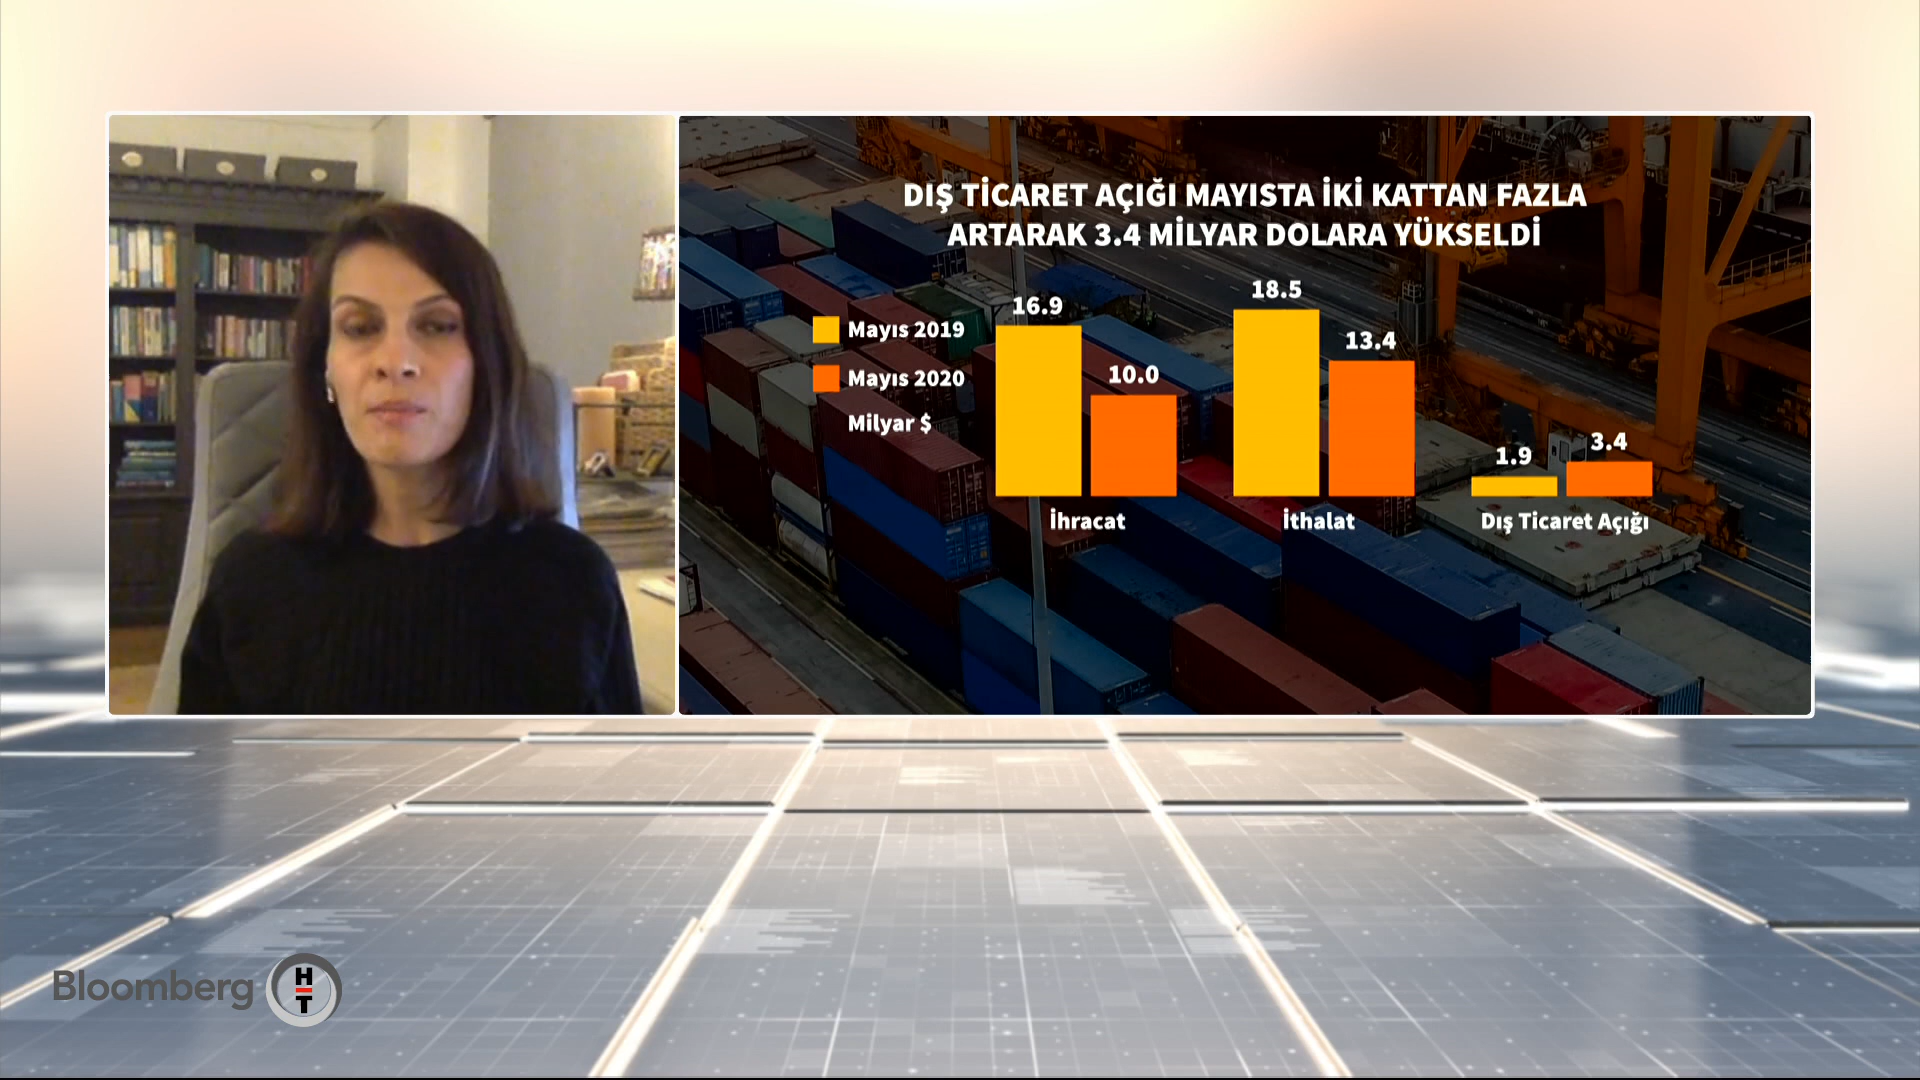 DIŞ TİCARET AÇIĞI MAYISTA İKİ KATTAN FAZLA
ARTARAK 3.4 MİLYAR DOLARA YÜKSELDİ
Mayıs 2019
Mayıs 2020
Milyar $
16.9
10.0
İhracat
18.5
13.4
İthalat
1.9
3.4
Dış Ticaret Açığı
Bloomberg HT